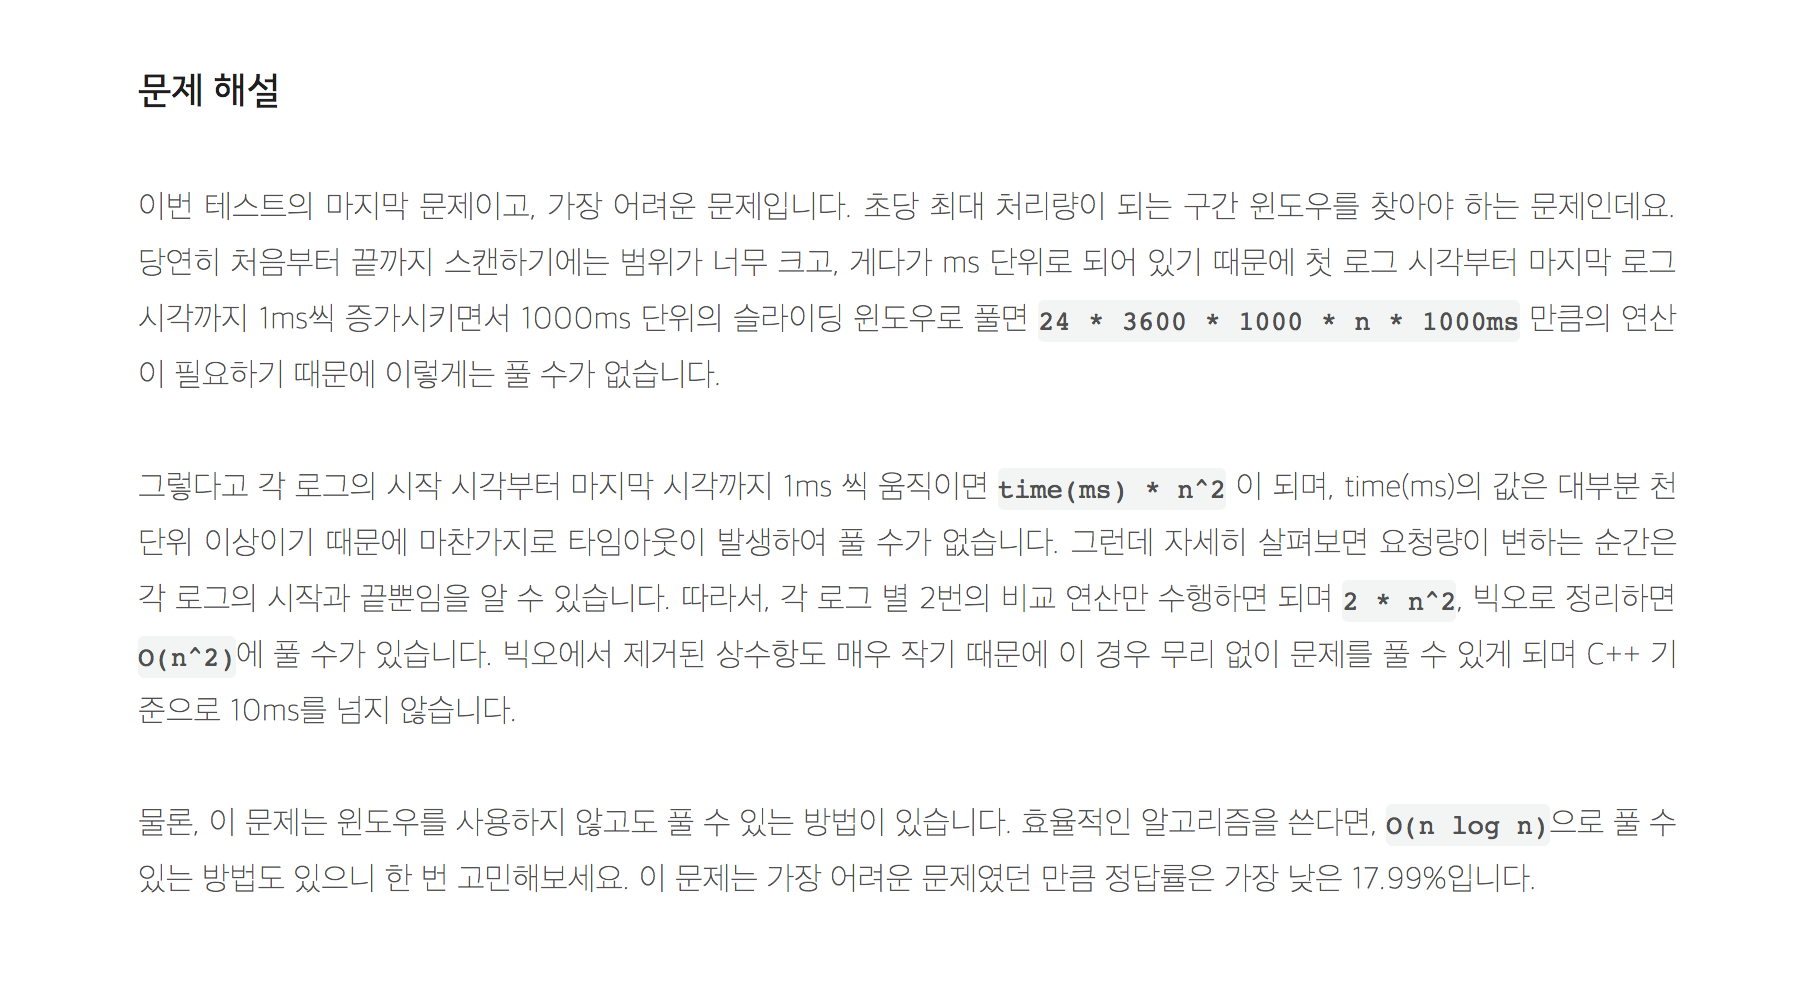 문제 해설
이번 테스트의 마지막 문제이고, 가장 어려운 문제입니다. 초당 최대 처리량이 되는 구간 윈도우를 찾아야 하는 문제인데요.
당연히 처음부터 끝까지 스캔하기에는 범위가 너무 크고, 게다가 ms 단위로 되어 있기 때문에 첫 로그 시각부터 마지막 로그
시각까지 1ms씩 증가시키면서 1000ms 단위의 슬라이딩 윈도우로 풀면 24 * 3600 * 1000 * n * 1000ms 만큼의 연산
이 필요하기 때문에 이렇게는 풀 수가 없습니다.
그렇다고 각 로그의 시작 시각부터 마지막 시각까지 1ms 씩 움직이면 time(ms) * n^2 이 되며, time(ms)의 값은 대부분 천
단위 이상이기 때문에 마찬가지로 타임아웃이 발생하여 풀 수가 없습니다. 그런데 자세히 살펴보면 요청량이 변하는 순간은
각 로그의 시작과 끝뿐임을 알 수 있습니다. 따라서, 각 로그 별 2번의 비교 연산만 수행하면 되며 2 * n^2, 빅오로 정리하면
O(n^2)에 풀 수가 있습니다. 빅오에서 제거된 상수항도 매우 작기 때문에 이 경우 무리 없이 문제를 풀 수 있게 되며 C++ 기
준으로 10ms를 넘지 않습니다.
물론, 이 문제는 윈도우를 사용하지 않고도 풀 수 있는 방법이 있습니다. 효율적인 알고리즘을 쓴다면, O(n log n)으로 풀 수
있는 방법도 있으니 한 번 고민해보세요. 이 문제는 가장 어려운 문제였던 만큼 정답률은 가장 낮은 17.99%입니다.